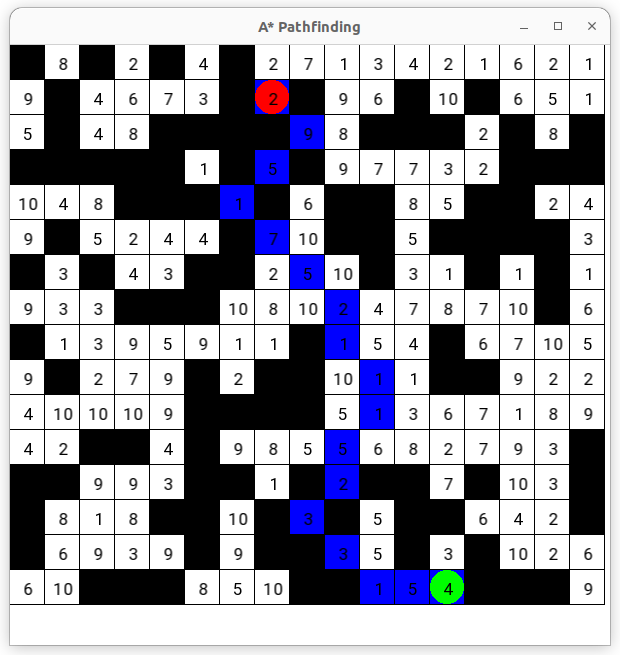 A* Pathfinding
8 2 4 2 7 1 3 4 2 1 6 2 1
9 4 6 7 3 2 9 6 10 6 5 1
5 4 8 9 8 2 8
1 5 9 7 7 3 2
10 4 8 1 6 8 5 2 4
9 5 2 4 4 7 10 5 3
3 4 3 2 5 10 3 1 1 1
9 3 3 10 8 10 2 4 7 8 7 10 6
1 3 9 5 9 1 1 1 5 4 6 7 10 5
9 2 7 9 2 10 1 1 9 2 2
4 10 10 10 9 5 1 3 6 7 1 8 9
4 2 4 9 8 5 5 6 8 2 7 9 3
9 9 3 1 2 7 10 3
8 1 8 10 3 5 6 4 2
6 9 3 9 9 3 5 3 10 2 6
6 10 8 5 10 1 5 4 9